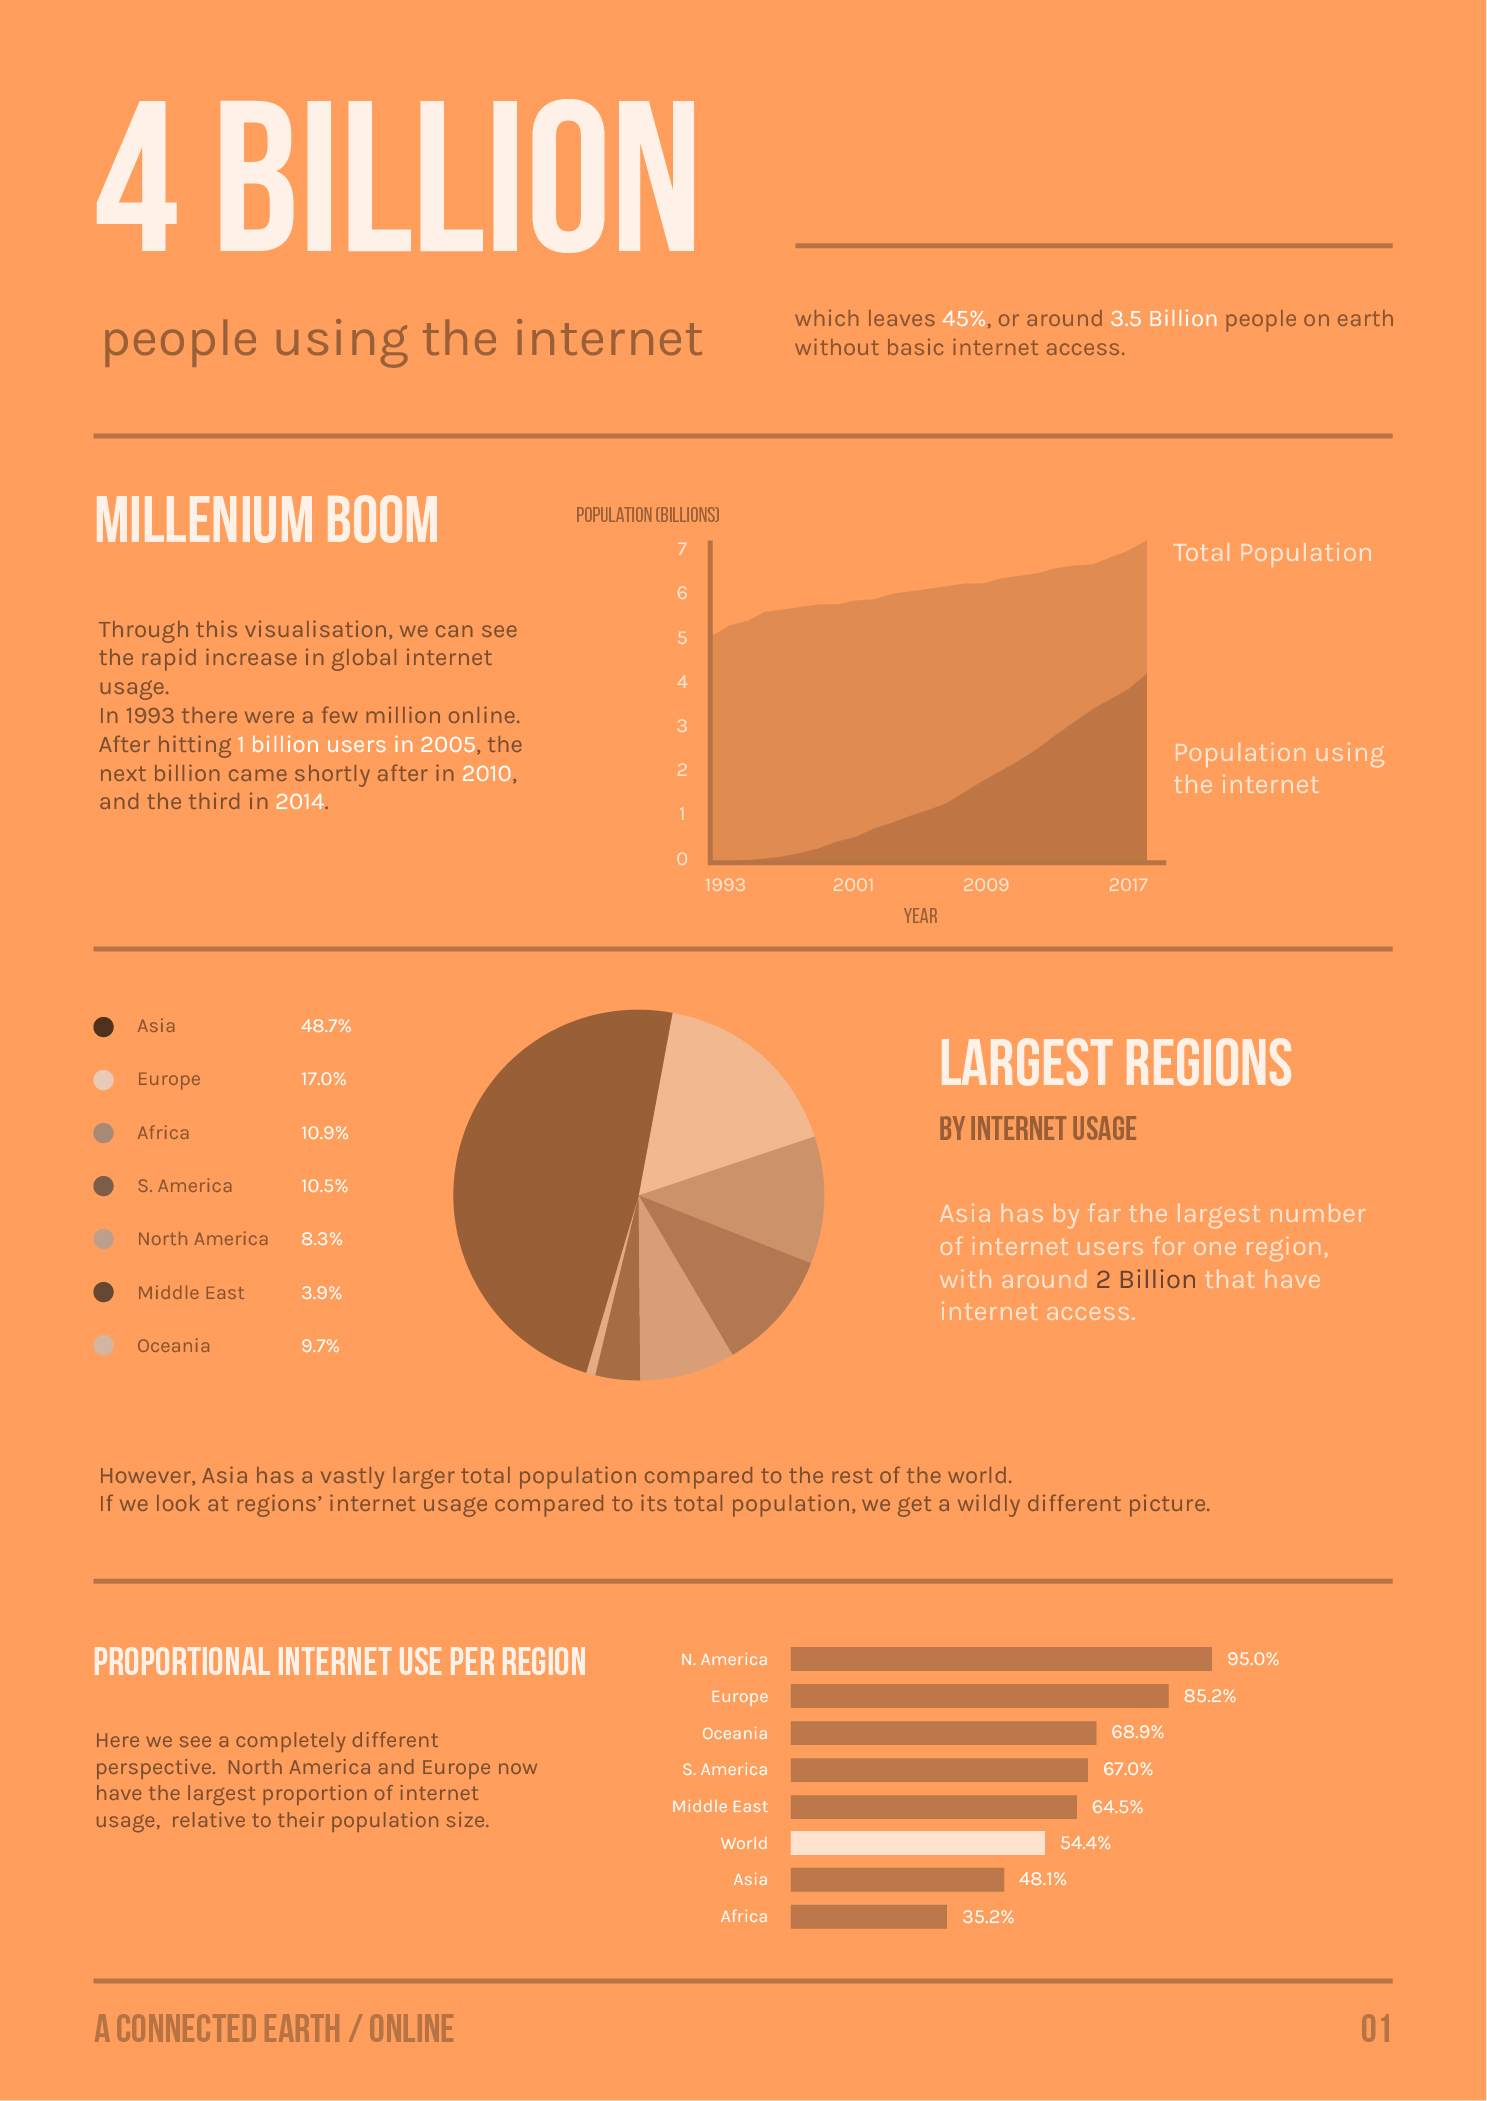 4 BILLION
people using the internet
which leaves 45%, or around 3.5 Billion people on earth
without basic internet access.
MILLENIUM BOOM
Through this visualisation, we can see
the rapid increase in global internet
usage.
In 1993 there were a few million online.
After hitting 1 billion users in 2005, the
next billion came shortly after in 2010,
and the third in 2014.
POPULATION (BILLIONS)
7
6
5
4
3
2
1
0
1993 2001 2009 2017
YEAR
Total Population
Population using
the internet
Asia 48.7%
Europe 17.0%
Africa 10.9%
S. America 10.5%
North America 8.3%
Middle East 3.9%
Oceania 9.7%
LARGEST REGIONS
BY INTERNET USAGE
Asia has by far the largest number
of internet users for one region,
with around 2 Billion that have
internet access.
However, Asia has a vastly larger total population compared to the rest of the world.
If we look at regions’ internet usage compared to its total population, we get a wildly different picture.
PROPORTIONAL INTERNET USE PER REGION
Here we see a completely different
perspective. North America and Europe now
have the largest proportion of internet
usage, relative to their population size.
N. America 95.0%
Europe 85.2%
Oceania 68.9%
S. America 67.0%
Middle East 64.5%
World 54.4%
Asia 48.1%
Africa 35.2%
A CONNECTED EARTH / ONLINE
01